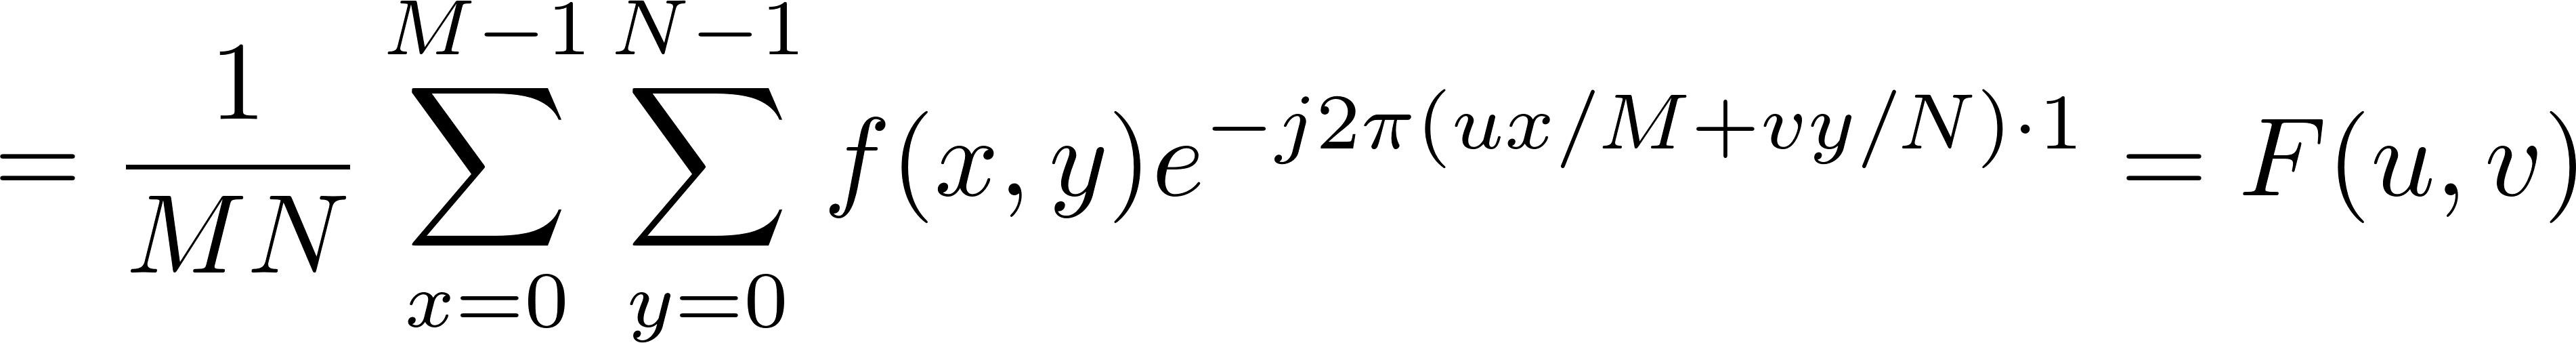 = \frac{1}{MN} \sum_{x=0}^{M-1} \sum_{y=0}^{N-1} f(x,y)e^{-j2\pi(ux/M+vy/N)\cdot 1} = F(u,v)